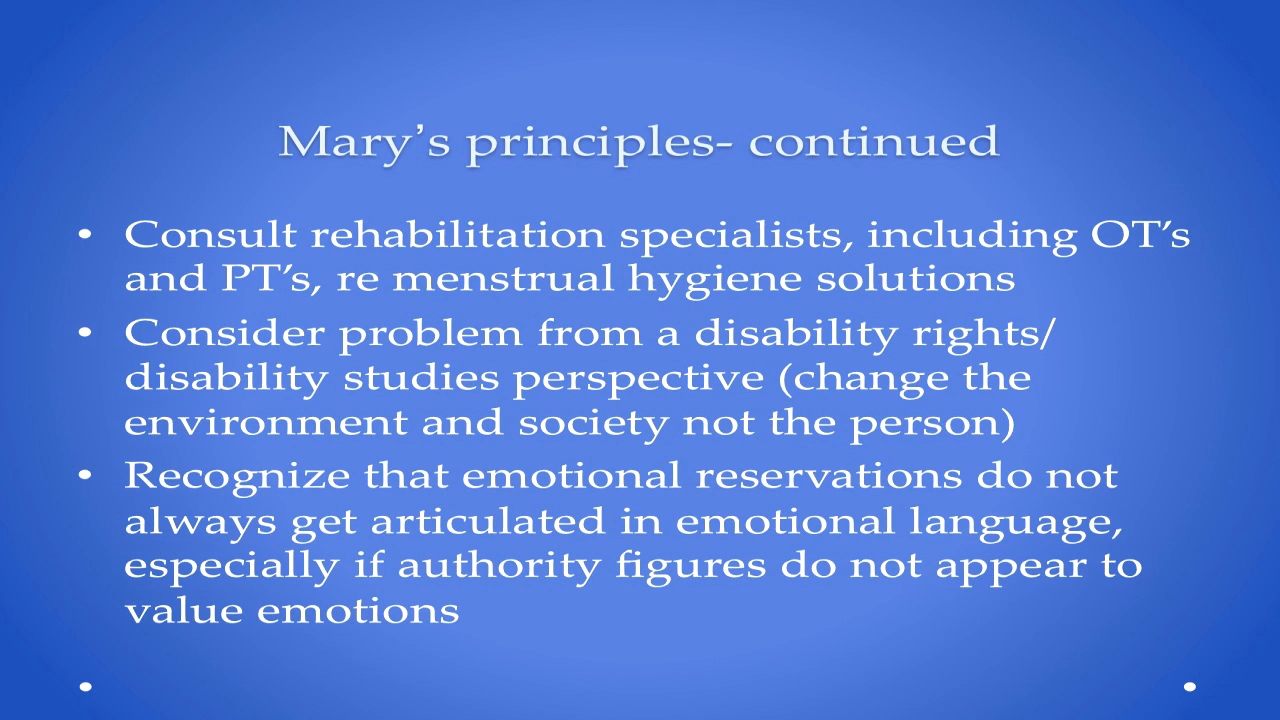 Mary’s principles- continued
• Consult rehabilitation specialists, including OT’s
and PT’s, re menstrual hygiene solutions
• Consider problem from a disability rights/
disability studies perspective (change the
environment and society not the person)
• Recognize that emotional reservations do not
always get articulated in emotional language,
especially if authority figures do not appear to
value emotions